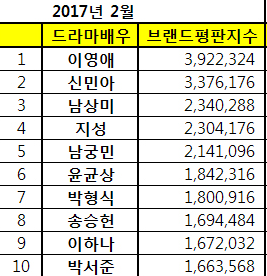 2017년 2월
드라마배우 브랜드평판지수
1 이영애 3,922,324
2 신민아 3,376,176
3 남상미 2,340,288
4 지성 2,304,176
5 남궁민 2,141,096
6 윤균상 1,842,316
7 박형식 1,800,916
8 송승헌 1,694,484
9 이하나 1,672,032
10 박서준 1,663,568